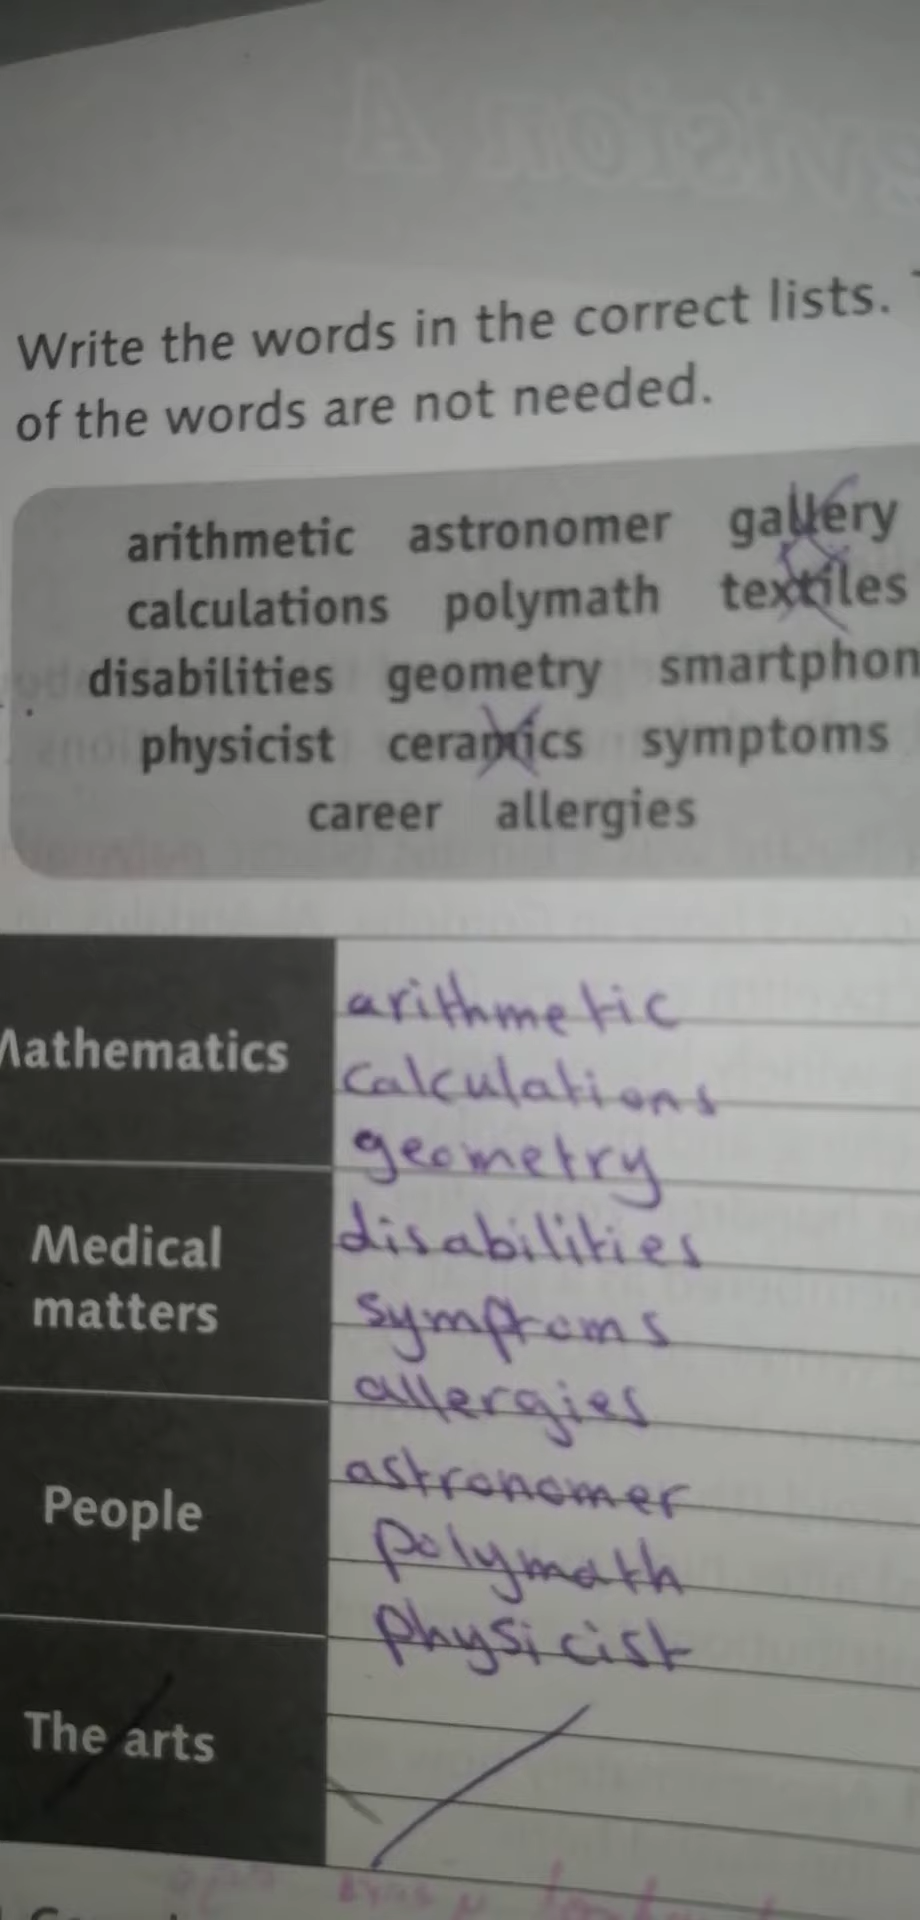 Write the words in the correct lists.
of the words are not needed.
arithmetic astronomer gallery
calculations polymath textiles
disabilities geometry smartphon
physicist ceramics symptoms
career allergies
Mathematics
arithmetic
calculations
geometry
Medical
matters
disabilities
symptoms
allergies
People
astronomer
polymath
physicist
The arts